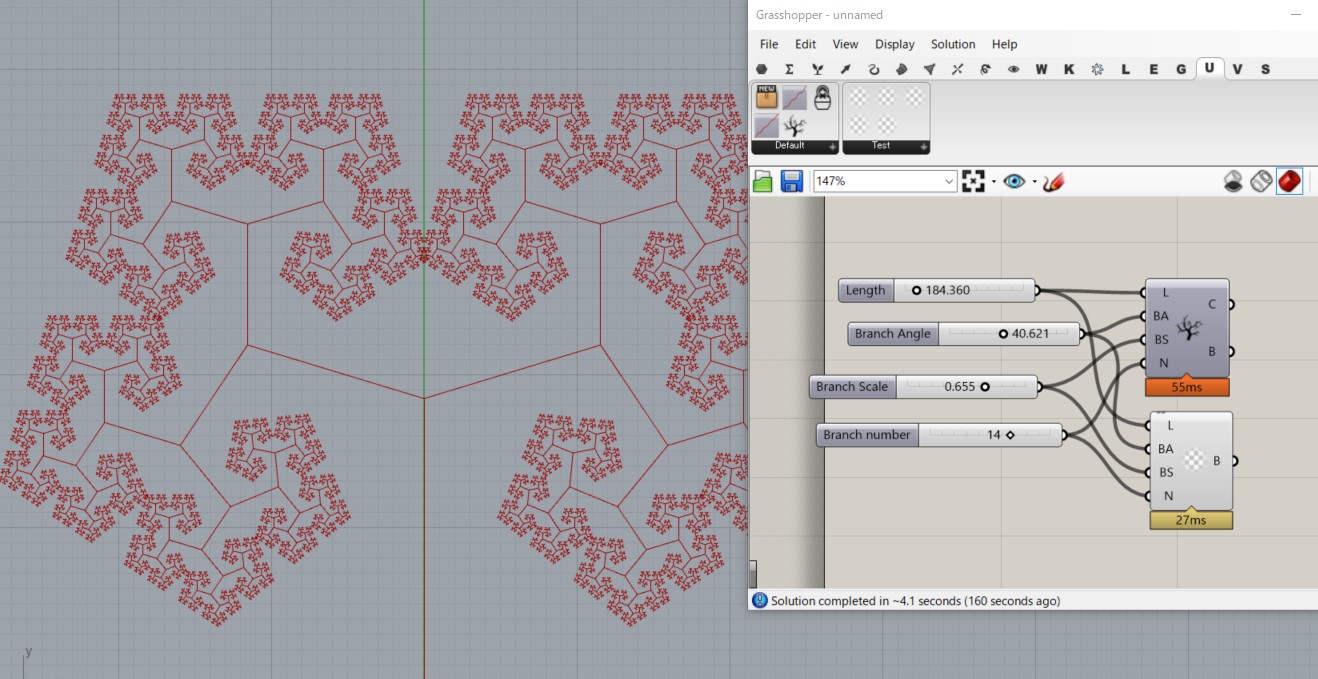 Grasshopper - unnamed
File Edit View Display Solution Help
W K L E G U V S
NEW
Default Test
147%
Length 184.360
Branch Angle 40.621
Branch Scale 0.655
Branch number 14
L
BA
BS
N
C
B
55ms
L
BA
BS
N
B
27ms
Solution completed in ~4.1 seconds (160 seconds ago)
y